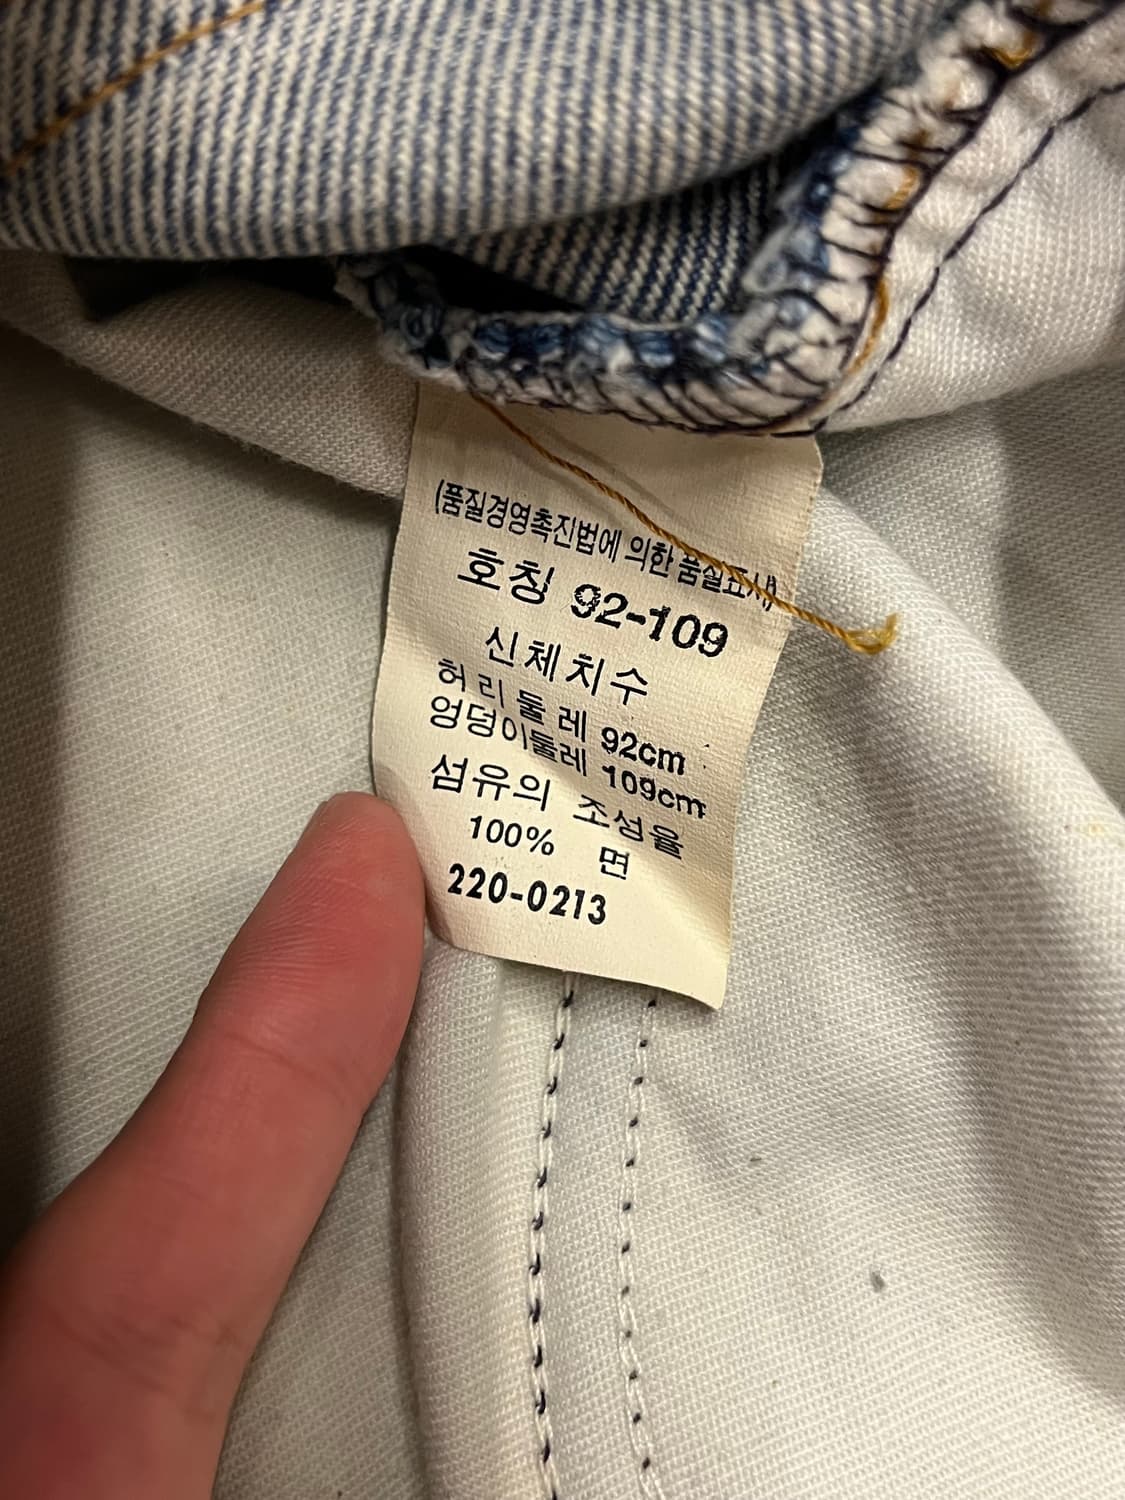 (품질경영촉진법에 의한 품질표시)
호칭 92-109
신체치수
허리둘레 92cm
엉덩이둘레 109cm
섬유의 조성율
100% 면
220-0213